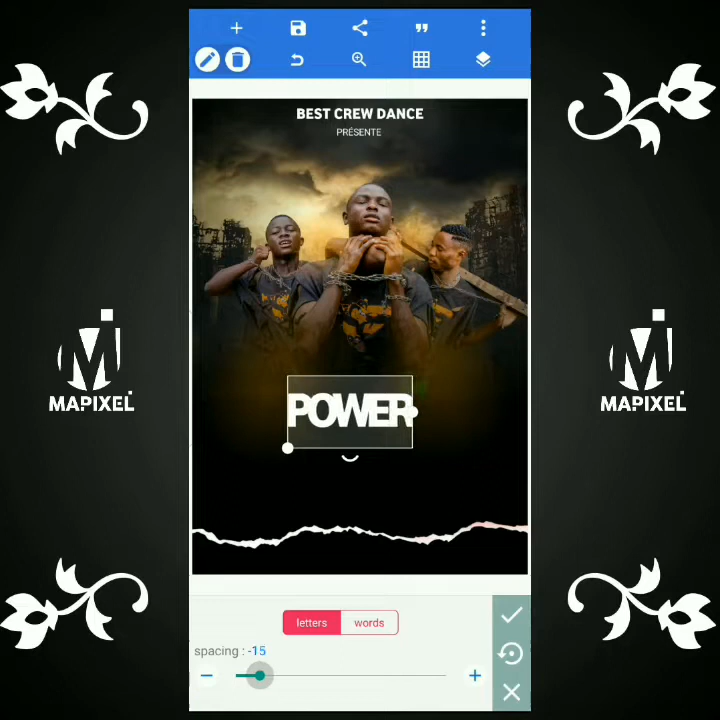 BEST CREW DANCE
PRÉSENTE
MAPIXEL
MAPIXEL
POWER
letters words
spacing : -15